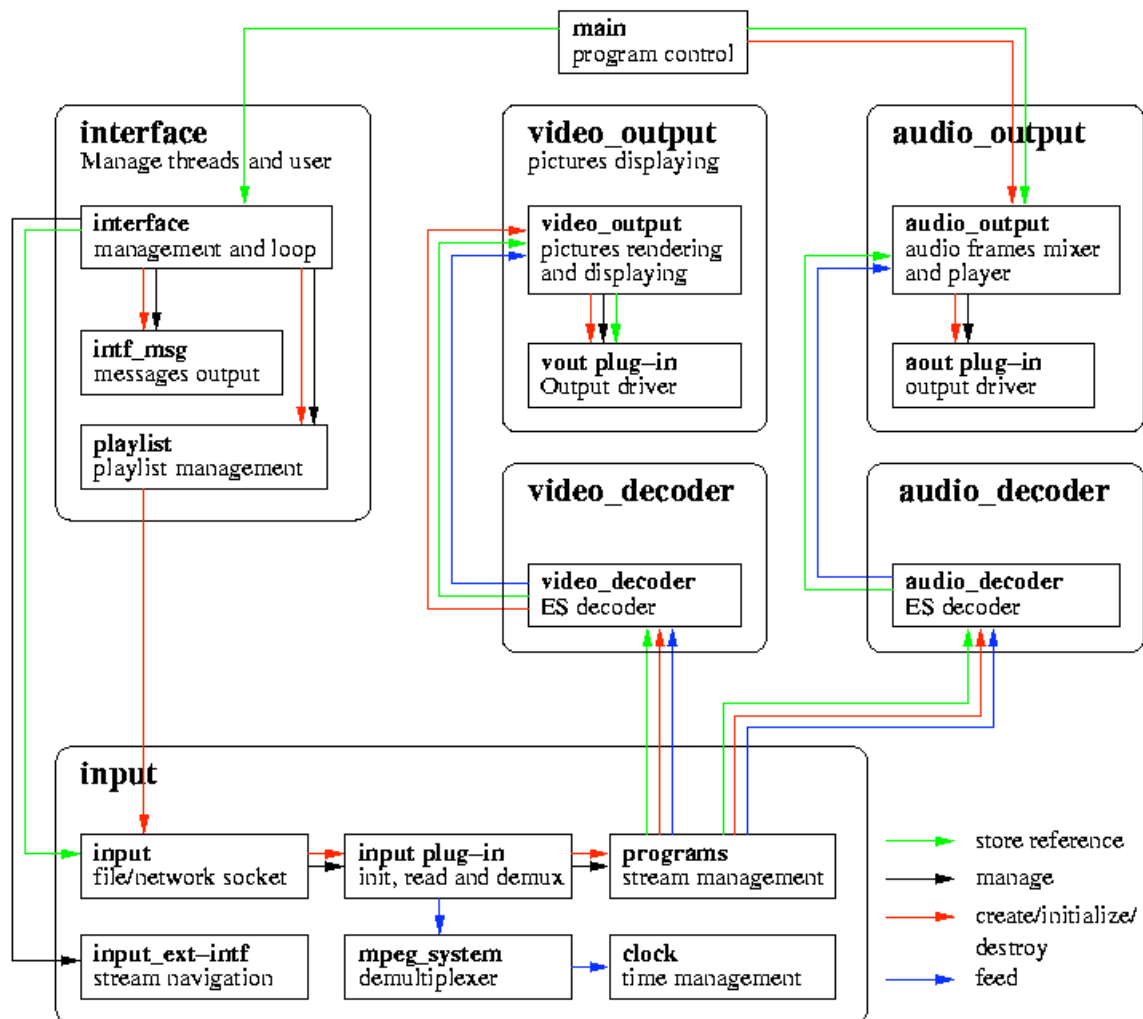 main
program control
interface
Manage threads and user
interface
management and loop
intf_msg
messages output
playlist
playlist management
video_output
pictures displaying
video_output
pictures rendering
and displaying
vout plug–in
Output driver
audio_output
audio_output
audio frames mixer
and player
aout plug–in
output driver
video_decoder
video_decoder
ES decoder
audio_decoder
audio_decoder
ES decoder
input
input
file/network socket
input plug–in
init, read and demux
programs
stream management
input_ext–intf
stream navigation
mpeg_system
demultiplexer
clock
time management
store reference
manage
create/initialize/
destroy
feed